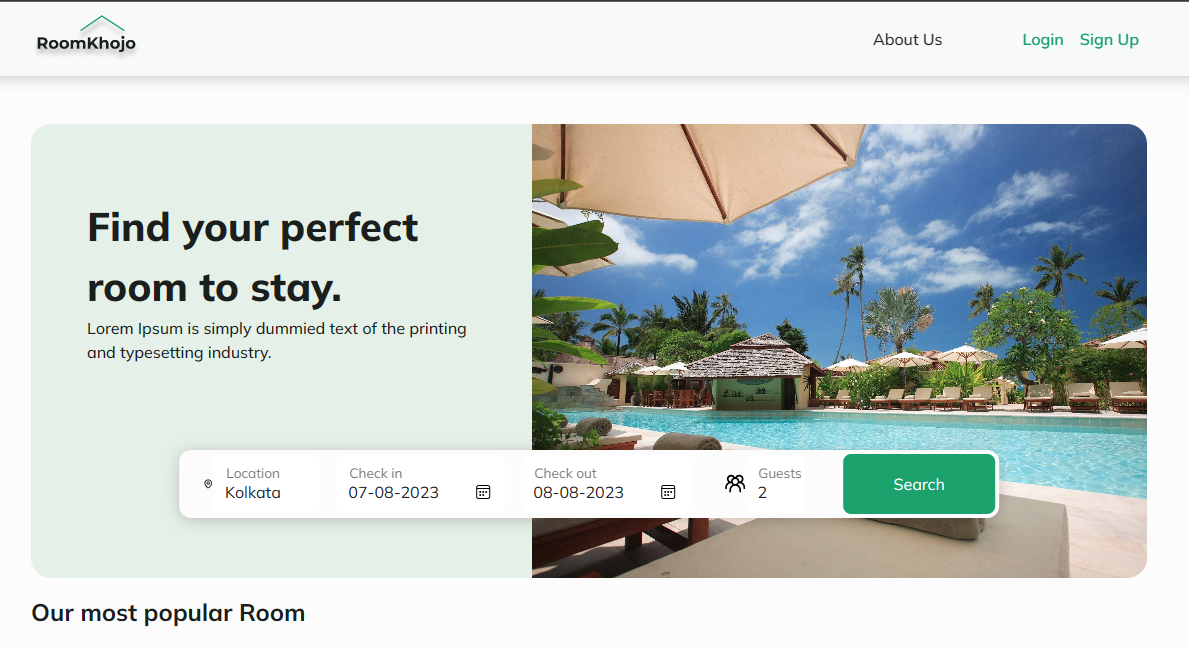 RoomKhojo
About Us
Login
Sign Up
Find your perfect
room to stay.
Lorem Ipsum is simply dummied text of the printing
and typesetting industry.
Location
Kolkata
Check in
07-08-2023
Check out
08-08-2023
Guests
2
Search
Our most popular Room